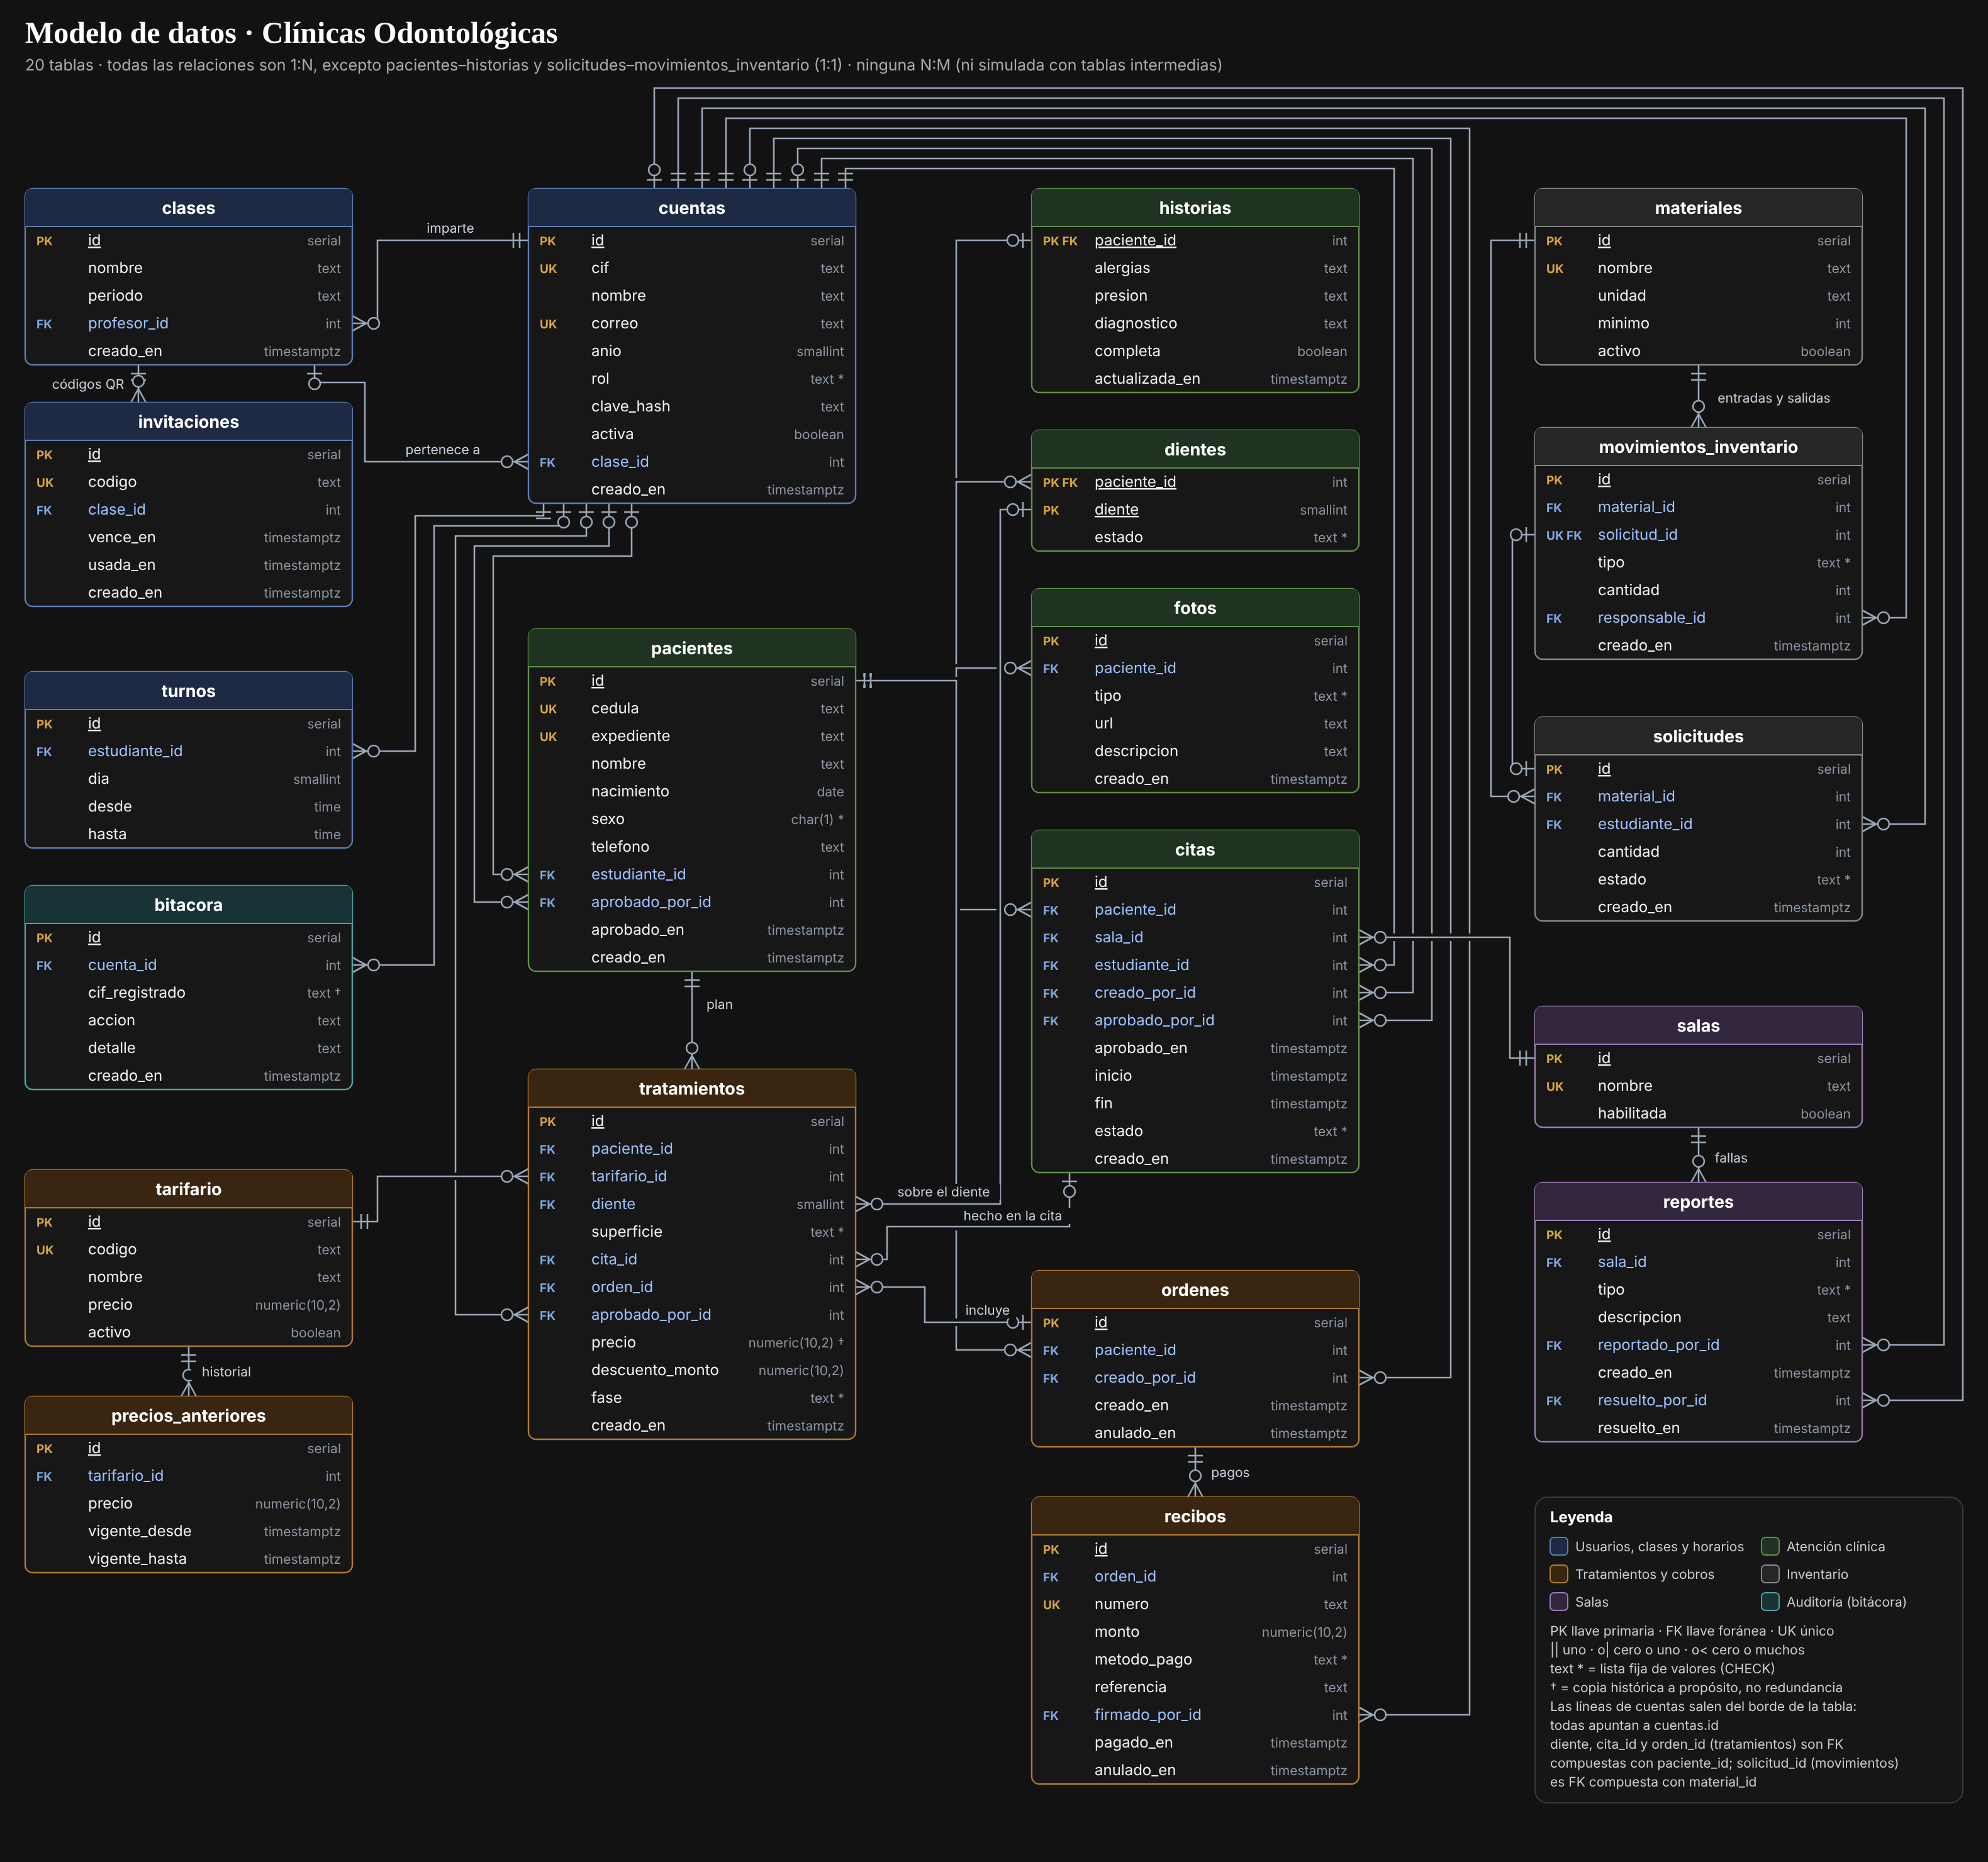 Modelo de datos · Clínicas Odontológicas
20 tablas · todas las relaciones son 1:N, excepto pacientes–historias y solicitudes–movimientos_inventario (1:1) · ninguna N:M (ni simulada con tablas intermedias)
clases
PK id serial
nombre text
periodo text
FK profesor_id int
creado_en timestamptz
códigos QR
invitaciones
PK id serial
UK codigo text
FK clase_id int
vence_en timestamptz
usada_en timestamptz
creado_en timestamptz
turnos
PK id serial
FK estudiante_id int
dia smallint
desde time
hasta time
bitacora
PK id serial
FK cuenta_id int
cif_registrado text †
accion text
detalle text
creado_en timestamptz
tarifario
PK id serial
UK codigo text
nombre text
precio numeric(10,2)
activo boolean
historial
precios_anteriores
PK id serial
FK tarifario_id int
precio numeric(10,2)
vigente_desde timestamptz
vigente_hasta timestamptz
imparte
pertenece a
cuentas
PK id serial
UK cif text
nombre text
UK correo text
anio smallint
rol text *
clave_hash text
activa boolean
FK clase_id int
creado_en timestamptz
pacientes
PK id serial
UK cedula text
UK expediente text
nombre text
nacimiento date
sexo char(1) *
telefono text
FK estudiante_id int
FK aprobado_por_id int
aprobado_en timestamptz
creado_en timestamptz
plan
tratamientos
PK id serial
FK paciente_id int
FK tarifario_id int
FK diente smallint
superficie text *
FK cita_id int
FK orden_id int
FK aprobado_por_id int
precio numeric(10,2) †
descuento_monto numeric(10,2)
fase text *
creado_en timestamptz
sobre el diente
hecho en la cita
incluye
historias
PK FK paciente_id int
alergias text
presion text
diagnostico text
completa boolean
actualizada_en timestamptz
dientes
PK FK paciente_id int
PK diente smallint
estado text *
fotos
PK id serial
FK paciente_id int
tipo text *
url text
descripcion text
creado_en timestamptz
citas
PK id serial
FK paciente_id int
FK sala_id int
FK estudiante_id int
FK creado_por_id int
FK aprobado_por_id int
aprobado_en timestamptz
inicio timestamptz
fin timestamptz
estado text *
creado_en timestamptz
ordenes
PK id serial
FK paciente_id int
FK creado_por_id int
creado_en timestamptz
anulado_en timestamptz
pagos
recibos
PK id serial
FK orden_id int
UK numero text
monto numeric(10,2)
metodo_pago text *
referencia text
FK firmado_por_id int
pagado_en timestamptz
anulado_en timestamptz
materiales
PK id serial
UK nombre text
unidad text
minimo int
activo boolean
entradas y salidas
movimientos_inventario
PK id serial
FK material_id int
UK FK solicitud_id int
tipo text *
cantidad int
FK responsable_id int
creado_en timestamptz
solicitudes
PK id serial
FK material_id int
FK estudiante_id int
cantidad int
estado text *
creado_en timestamptz
salas
PK id serial
UK nombre text
habilitada boolean
fallas
reportes
PK id serial
FK sala_id int
tipo text *
descripcion text
FK reportado_por_id int
creado_en timestamptz
FK resuelto_por_id int
resuelto_en timestamptz
Leyenda
Usuarios, clases y horarios Atención clínica
Tratamientos y cobros Inventario
Salas Auditoría (bitácora)
PK llave primaria · FK llave foránea · UK único
|| uno · o| cero o uno · o< cero o muchos
text * = lista fija de valores (CHECK)
† = copia histórica a propósito, no redundancia
Las líneas de cuentas salen del borde de la tabla:
todas apuntan a cuentas.id
diente, cita_id y orden_id (tratamientos) son FK
compuestas con paciente_id; solicitud_id (movimientos)
es FK compuesta con material_id